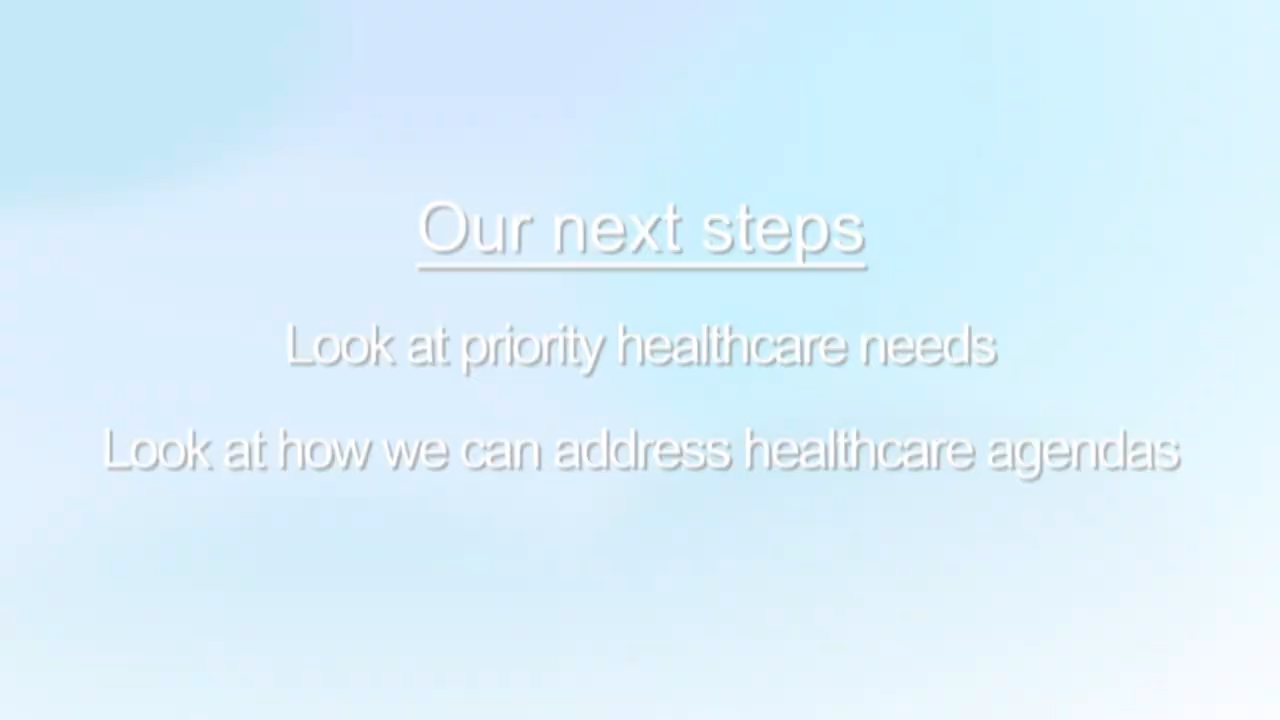 Our next steps
Look at priority healthcare needs
Look at how we can address healthcare agendas